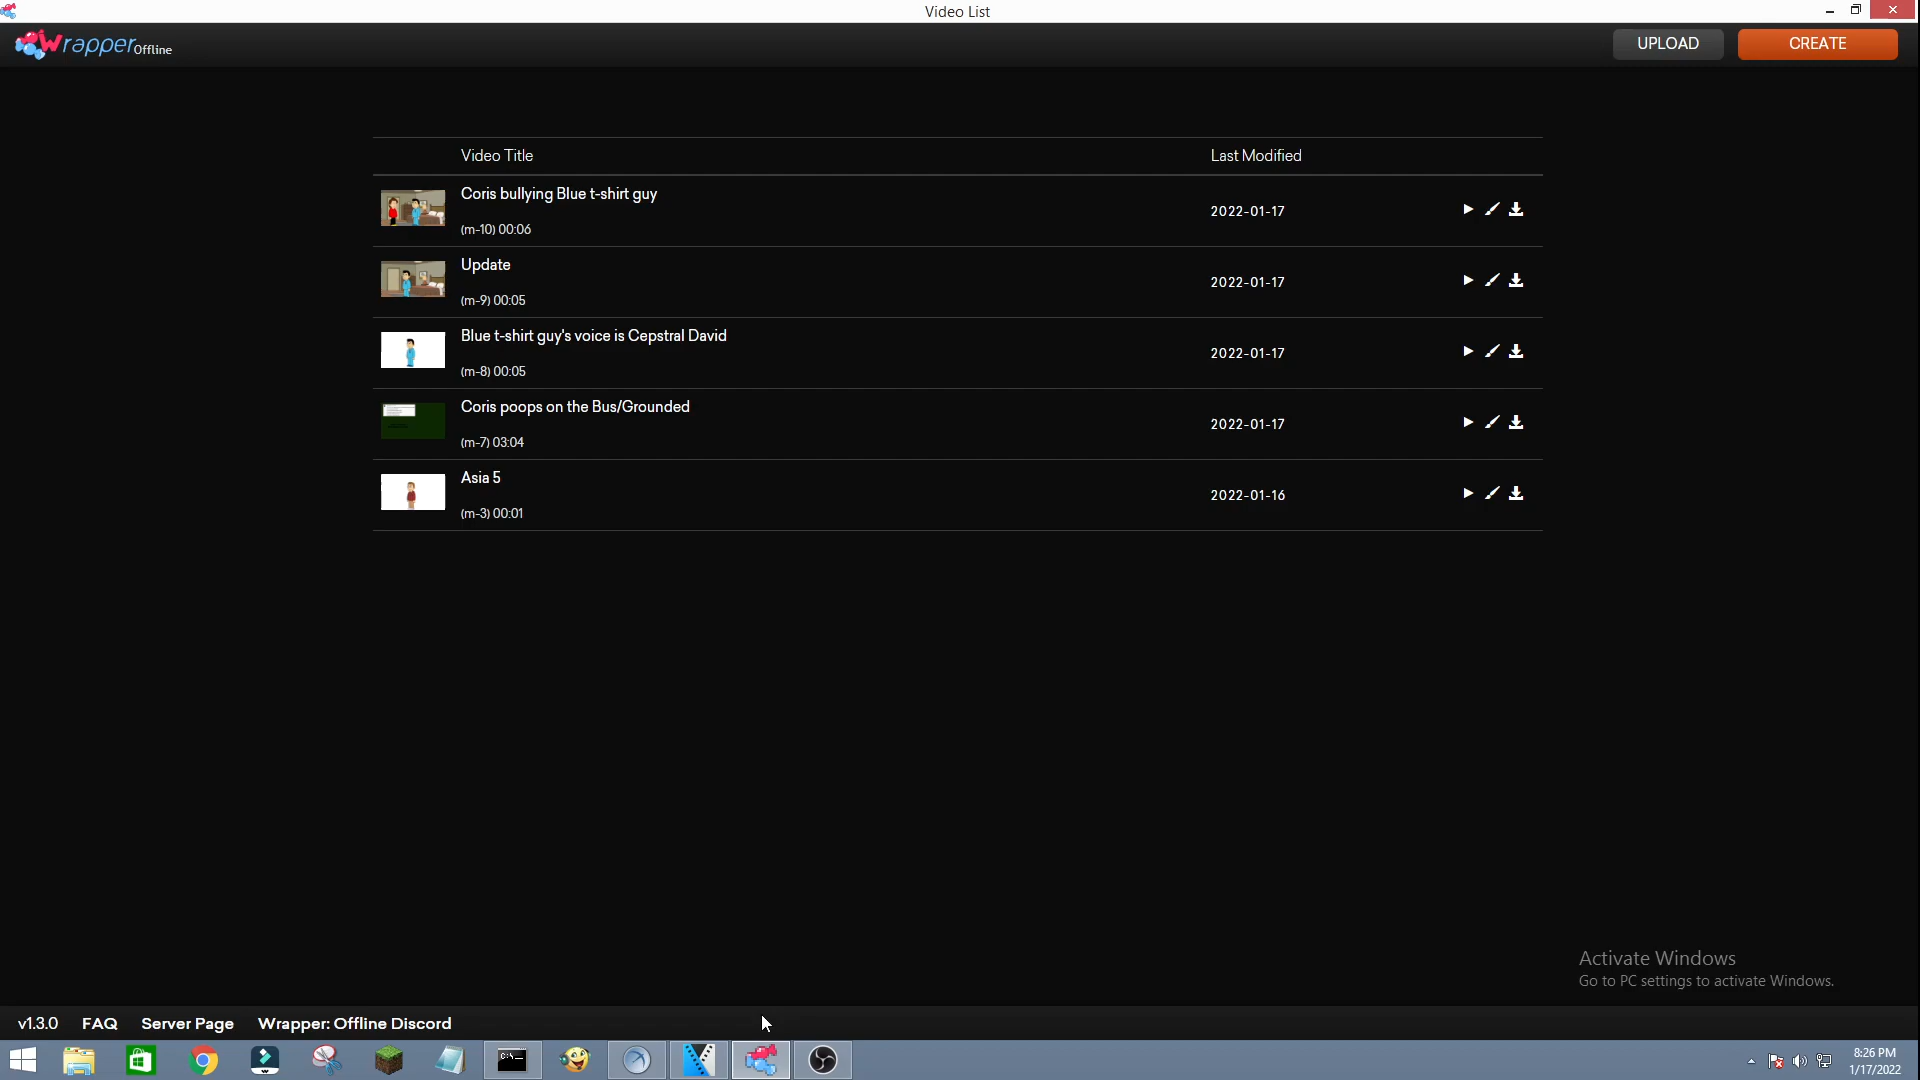 Video List
Wrapper Offline
UPLOAD
CREATE
Video Title
Last Modified
Coris bullying Blue t-shirt guy
(m-10) 00:06
2022-01-17
Update
(m-9) 00:05
2022-01-17
Blue t-shirt guy's voice is Cepstral David
(m-8) 00:05
2022-01-17
Coris poops on the Bus/Grounded
(m-7) 03:04
2022-01-17
Asia 5
(m-3) 00:01
2022-01-16
Activate Windows
Go to PC settings to activate Windows.
v1.3.0 FAQ Server Page Wrapper: Offline Discord
8:26 PM
1/17/2022